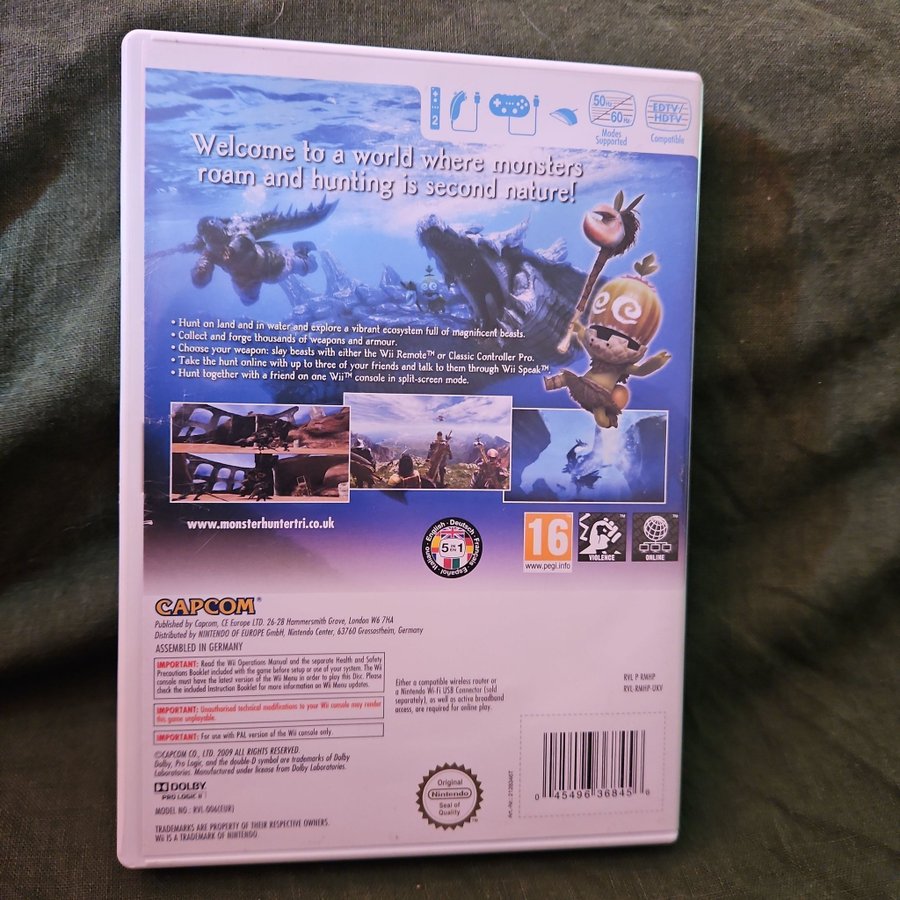 2
50Hz
60Hz
Modes
Supported
EDTV/
HDTV
Compatible
Welcome to a world where monsters
roam and hunting is second nature!
• Hunt on land and in water and explore a vibrant ecosystem full of magnificent beasts.
• Collect and forge thousands of weapons and armour.
• Choose your weapon: slay beasts with either the Wii Remote™ or Classic Controller Pro.
• Take the hunt online with up to three of your friends and talk to them through Wii Speak™.
• Hunt together with a friend on one Wii™ console in split-screen mode.
www.monsterhuntertri.co.uk
English · Deutsch · Français · Español · Italiano ·
5 in 1
16
www.pegi.info
™
VIOLENCE
™
ONLINE
CAPCOM®
Published by Capcom, CE Europe LTD. 26-28 Hammersmith Grove, London W6 7HA
Distributed by NINTENDO OF EUROPE GmbH, Nintendo Center, 63760 Grossostheim, Germany
ASSEMBLED IN GERMANY
IMPORTANT: Read the Wii Operations Manual and the separate Health and Safety
Precautions Booklet included with the game before setup or use of your system. The Wii
console must have the latest version of the Wii Menu in order to play this Disc. Please
check the included Instruction Booklet for more information on Wii Menu updates.
IMPORTANT: Unauthorised technical modifications to your Wii console may render
this game unplayable.
IMPORTANT: For use with PAL version of the Wii console only.
Either a compatible wireless router or
a Nintendo Wi-Fi USB Connector (sold
separately), as well as active broadband
access, are required for online play.
RVL P RMHP
RVL-RMHP-UKV
©CAPCOM CO., LTD. 2009 ALL RIGHTS RESERVED.
Dolby, Pro Logic, and the double-D symbol are trademarks of Dolby
Laboratories. Manufactured under license from Dolby Laboratories.
DOLBY
PRO LOGIC II
MODEL NO.: RVL-006(EUR)
TRADEMARKS ARE PROPERTY OF THEIR RESPECTIVE OWNERS.
Wii IS A TRADEMARK OF NINTENDO.
Original
Nintendo
Seal of
Quality
™
Art.-Nr.
0 45496 36845 6